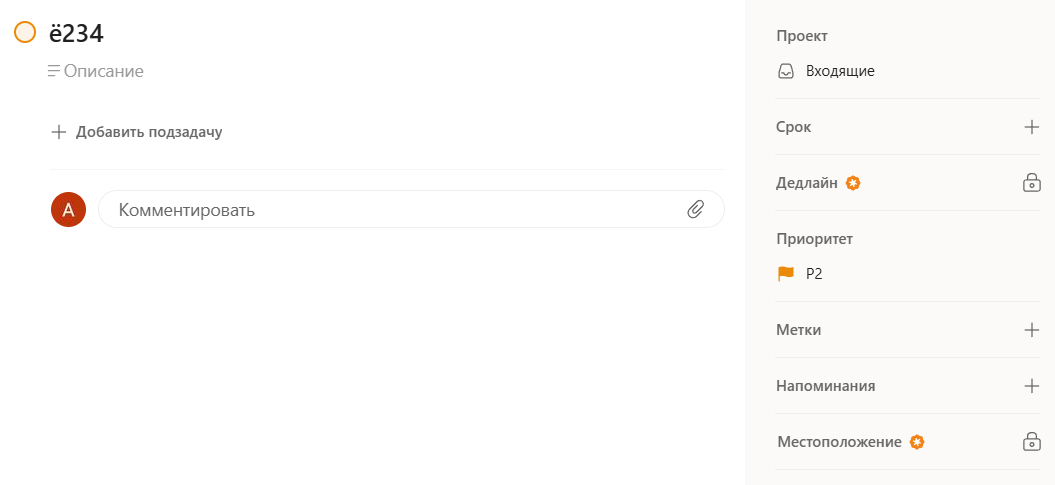 ё234
Описание
Добавить подзадачу
А
Комментировать
Проект
Входящие
Срок
Дедлайн
Приоритет
P2
Метки
Напоминания
Местоположение